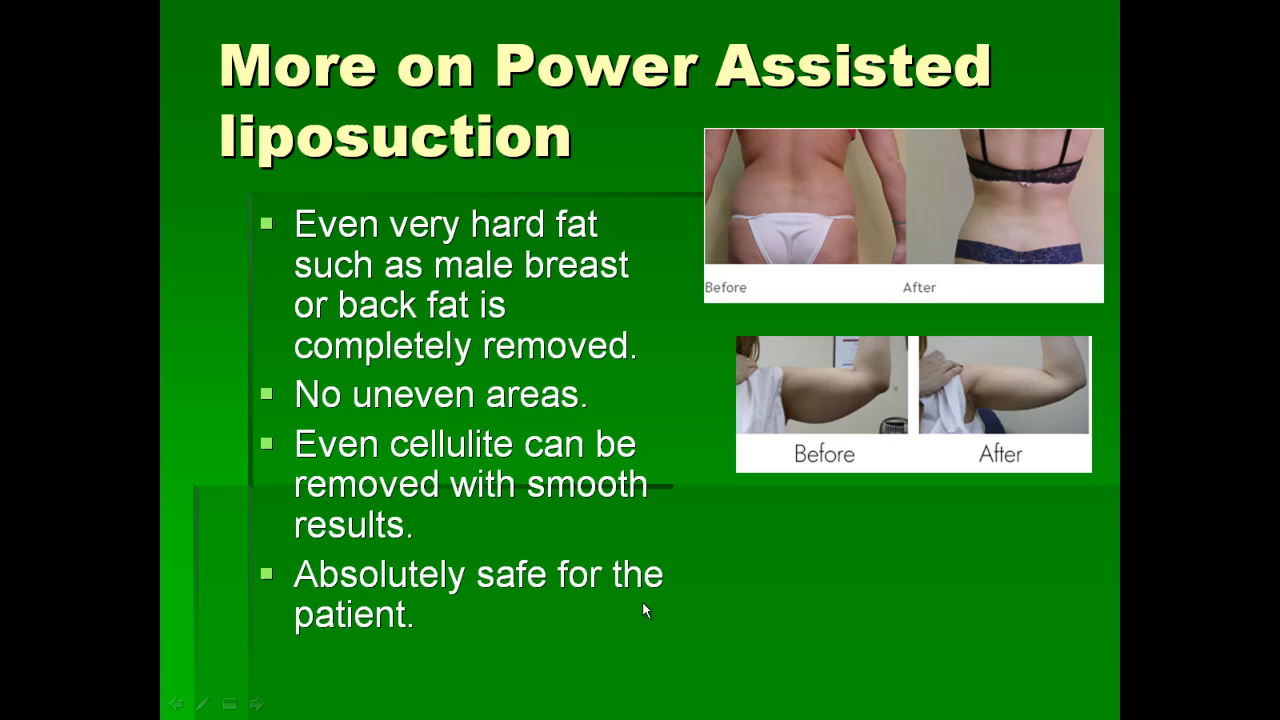 More on Power Assisted
liposuction
Even very hard fat
such as male breast
or back fat is
completely removed.
No uneven areas.
Even cellulite can be
removed with smooth
results.
Absolutely safe for the
patient.
Before After
Before After